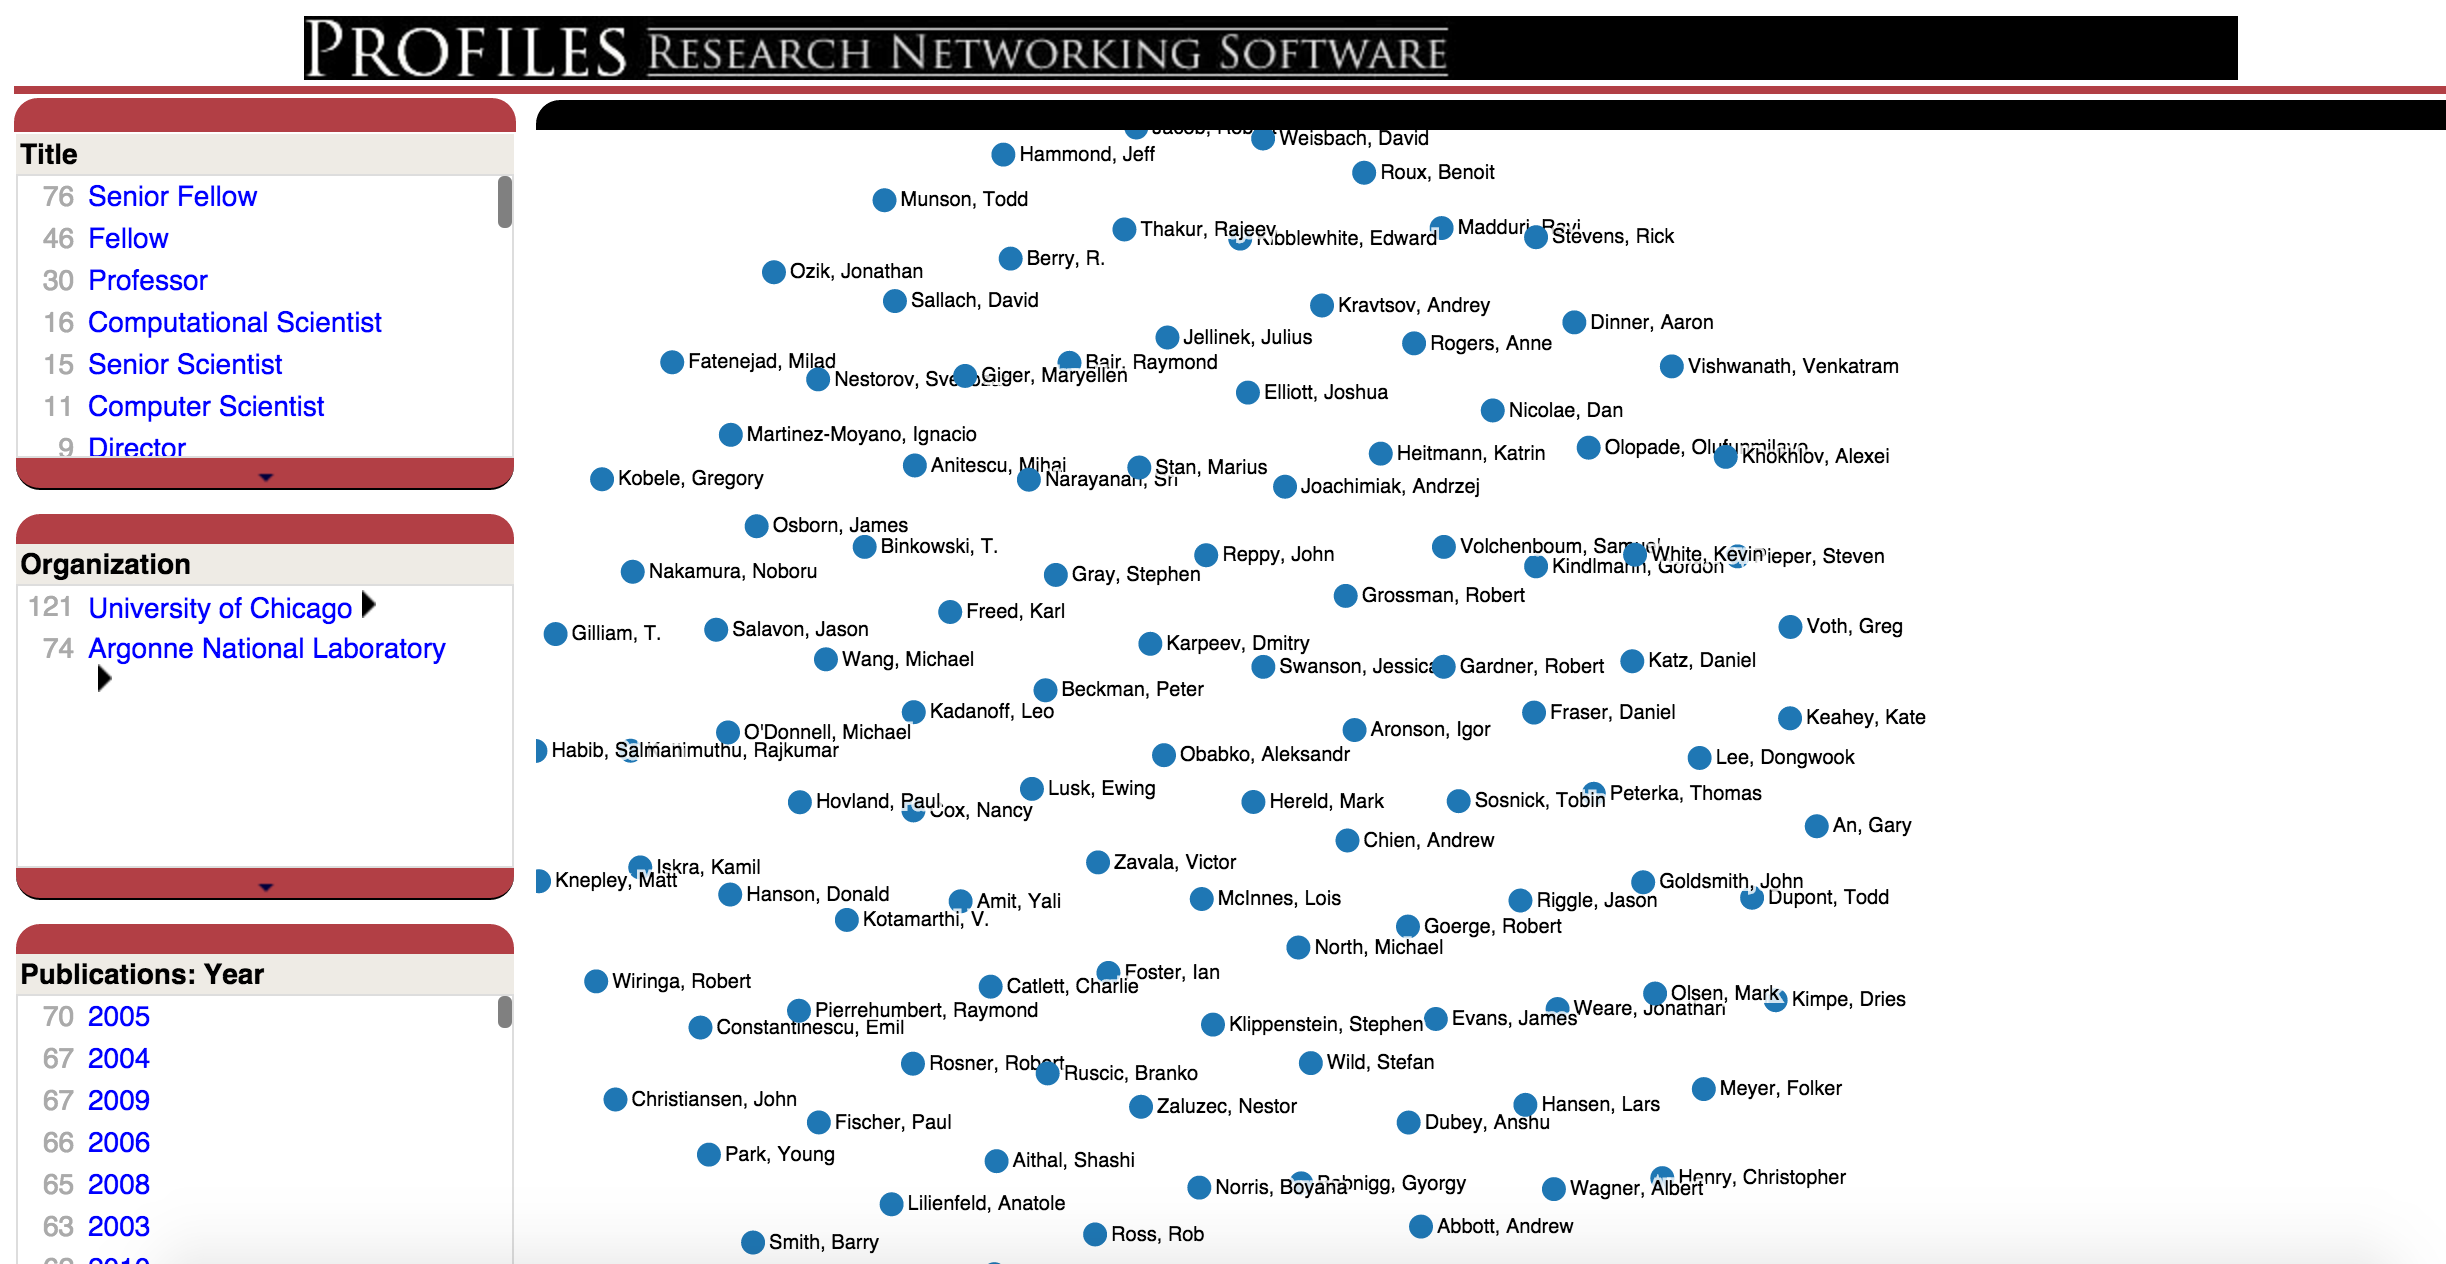 PROFILES RESEARCH NETWORKING SOFTWARE
Title
76 Senior Fellow
46 Fellow
30 Professor
16 Computational Scientist
15 Senior Scientist
11 Computer Scientist
9 Director
Organization
121 University of Chicago
74 Argonne National Laboratory
Publications: Year
70 2005
67 2004
67 2009
66 2006
65 2008
63 2003
2010
Weisbach, David
Hammond, Jeff
Roux, Benoit
Munson, Todd
Thakur, Rajeev
Kibblewhite, Edward
Madduri, Ravi
Stevens, Rick
Berry, R.
Ozik, Jonathan
Sallach, David
Kravtsov, Andrey
Dinner, Aaron
Jellinek, Julius
Rogers, Anne
Fatenejad, Milad
Bair, Raymond
Vishwanath, Venkatram
Nestorov,
Giger, Maryellen
Elliott, Joshua
Nicolae, Dan
Martinez-Moyano, Ignacio
Olopade, Olufunmilayo
Heitmann, Katrin
Khokhlov, Alexei
Anitescu, Mihai
Stan, Marius
Kobele, Gregory
Narayanan, Sri
Joachimiak, Andrzej
Osborn, James
Binkowski, T.
Volchenboum, Samuel
Reppy, John
White, Kevin
Pieper, Steven
Kindlmann, Gordon
Nakamura, Noboru
Gray, Stephen
Grossman, Robert
Freed, Karl
Voth, Greg
Gilliam, T.
Salavon, Jason
Karpeev, Dmitry
Wang, Michael
Swanson, Jessica
Gardner, Robert
Katz, Daniel
Beckman, Peter
Kadanoff, Leo
Fraser, Daniel
Keahey, Kate
O'Donnell, Michael
Aronson, Igor
Habib, Salman
Manimuthu, Rajkumar
Obabko, Aleksandr
Lee, Dongwook
Lusk, Ewing
Peterka, Thomas
Hovland, Paul
Hereld, Mark
Sosnick, Tobin
Cox, Nancy
An, Gary
Chien, Andrew
Zavala, Victor
Iskra, Kamil
Knepley, Matt
Goldsmith, John
Hanson, Donald
Amit, Yali
McInnes, Lois
Riggle, Jason
Dupont, Todd
Kotamarthi, V.
Goerge, Robert
North, Michael
Foster, Ian
Wiringa, Robert
Catlett, Charlie
Olsen, Mark
Kimpe, Dries
Pierrehumbert, Raymond
Weare, Jonathan
Constantinescu, Emil
Klippenstein, Stephen
Evans, James
Rosner, Robert
Wild, Stefan
Ruscic, Branko
Meyer, Folker
Christiansen, John
Zaluzec, Nestor
Hansen, Lars
Fischer, Paul
Dubey, Anshu
Park, Young
Aithal, Shashi
Henry, Christopher
Norris, Boyana
Babnigg, Gyorgy
Wagner, Albert
Lilienfeld, Anatole
Abbott, Andrew
Ross, Rob
Smith, Barry